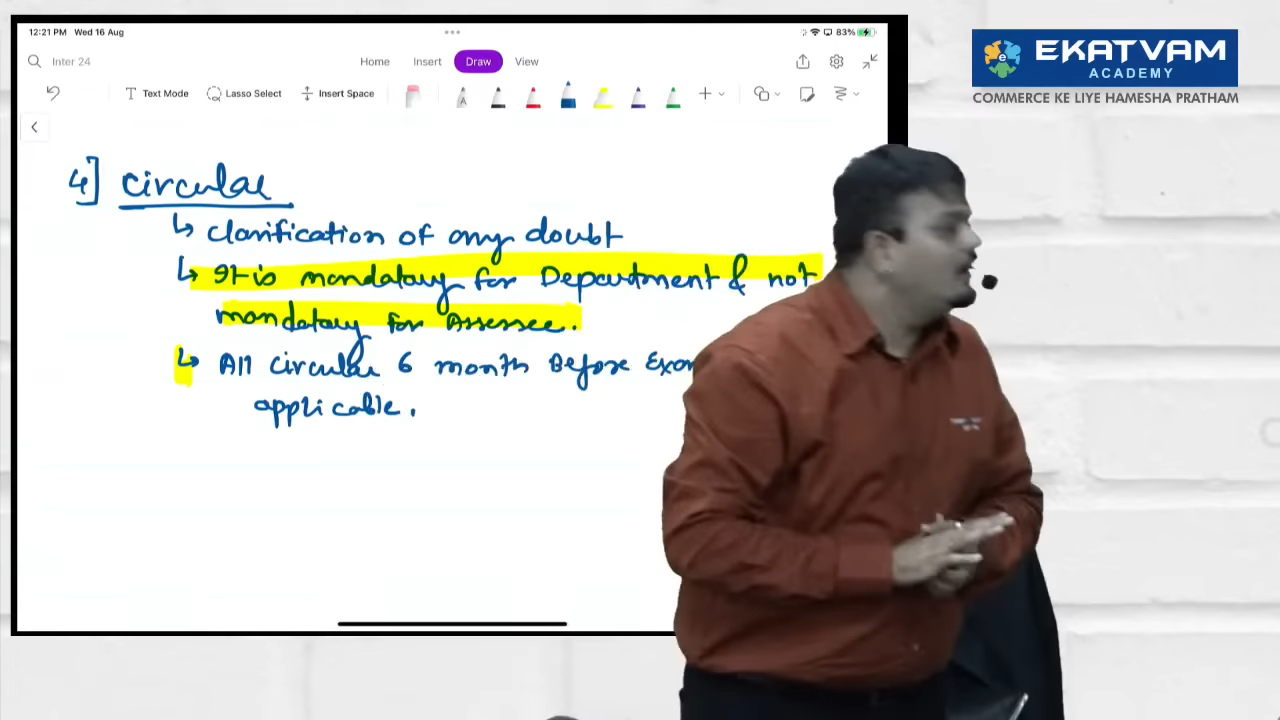 12:21 PM Wed 16 Aug
83%
Inter 24
Home Insert Draw View
Text Mode Lasso Select Insert Space
EKATVAM
ACADEMY
COMMERCE KE LIYE HAMESHA PRATHAM
4] Circular
↳ Clarification of any doubt
↳ It is mandatory for Department & not
mandatory for Assessee.
↳ All Circular 6 month Before
applicable.